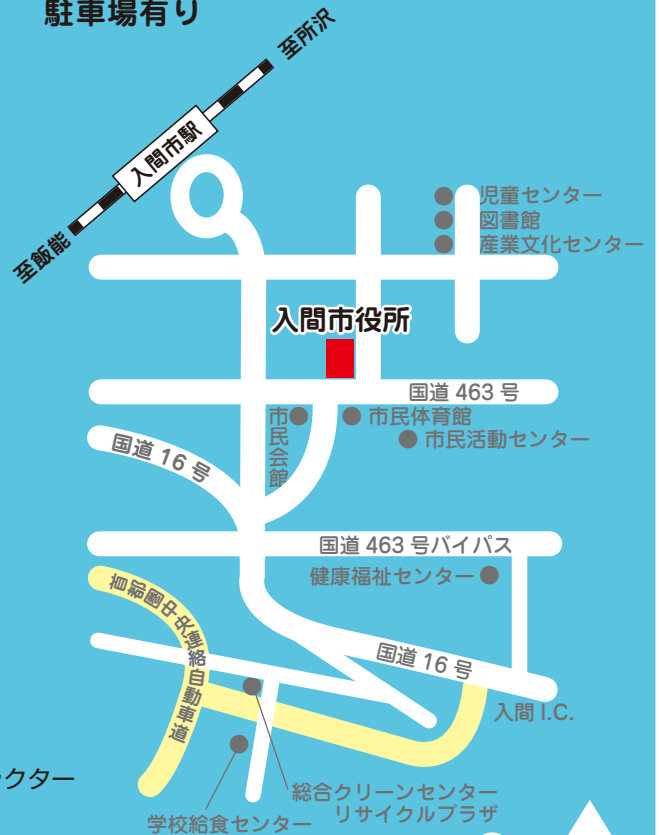 駐車場有り
至所沢
入間市駅
至飯能
児童センター
図書館
産業文化センター
入間市役所
国道 463 号
市民会館
市民体育館
市民活動センター
国道 16 号
国道 463 号バイパス
健康福祉センター
首都圏中央連絡自動車道
国道 16 号
入間 I.C.
クター
総合クリーンセンター
リサイクルプラザ
学校給食センター